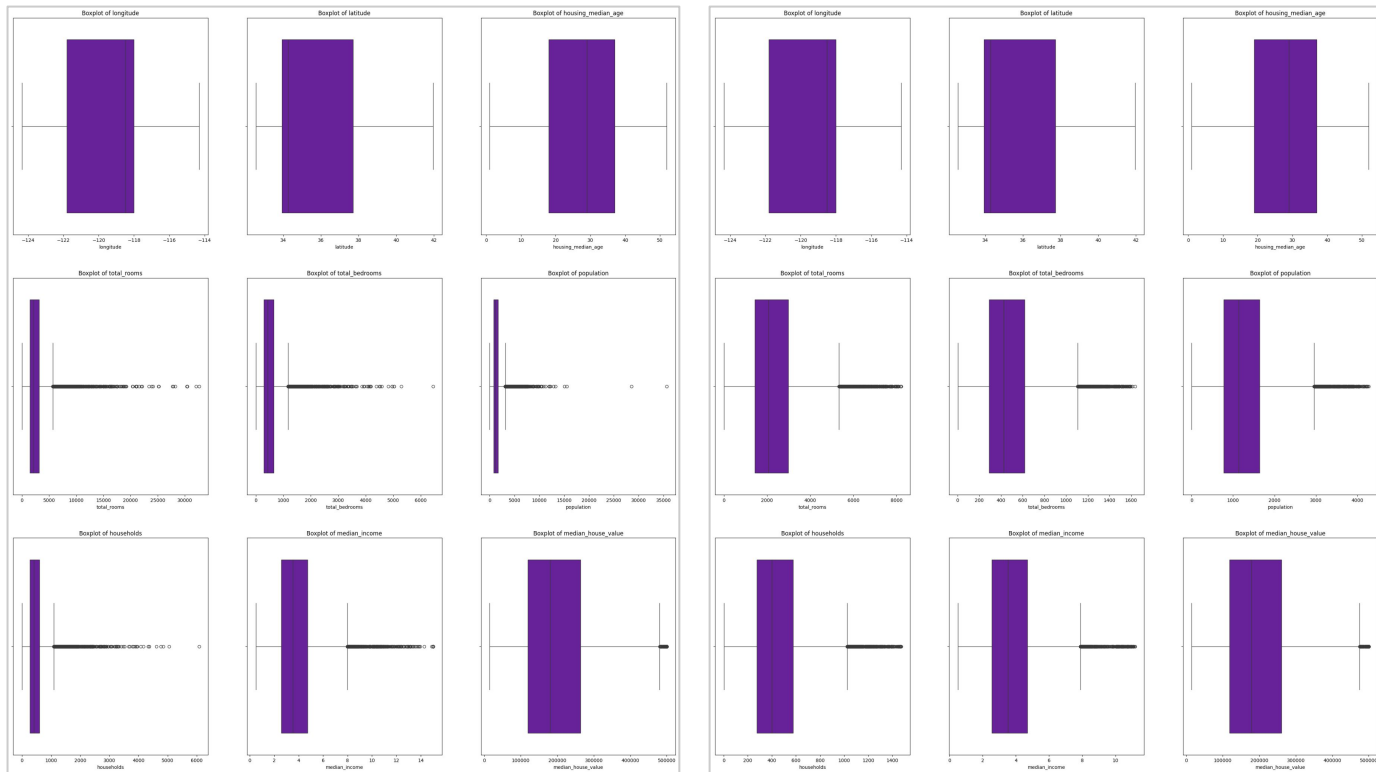 Boxplot of longitude Boxplot of latitude Boxplot of housing_median_age
−124 −122 −120 −118 −116 −114 34 36 38 40 42 0 10 20 30 40 50
longitude latitude housing_median_age
Boxplot of total_rooms Boxplot of total_bedrooms Boxplot of population
0 5000 10000 15000 20000 25000 30000 0 1000 2000 3000 4000 5000 6000 0 5000 10000 15000 20000 25000 30000 35000
total_rooms total_bedrooms population
Boxplot of households Boxplot of median_income Boxplot of median_house_value
0 1000 2000 3000 4000 5000 6000 0 2 4 6 8 10 12 14 0 100000 200000 300000 400000 500000
households median_income median_house_value
Boxplot of longitude Boxplot of latitude Boxplot of housing_median_age
−124 −122 −120 −118 −116 −114 34 36 38 40 42 0 10 20 30 40 50
longitude latitude housing_median_age
Boxplot of total_rooms Boxplot of total_bedrooms Boxplot of population
0 2000 4000 6000 8000 0 200 400 600 800 1000 1200 1400 1600 0 1000 2000 3000 4000
total_rooms total_bedrooms population
Boxplot of households Boxplot of median_income Boxplot of median_house_value
0 200 400 600 800 1000 1200 1400 0 2 4 6 8 10 0 100000 200000 300000 400000
households median_income median_house_value